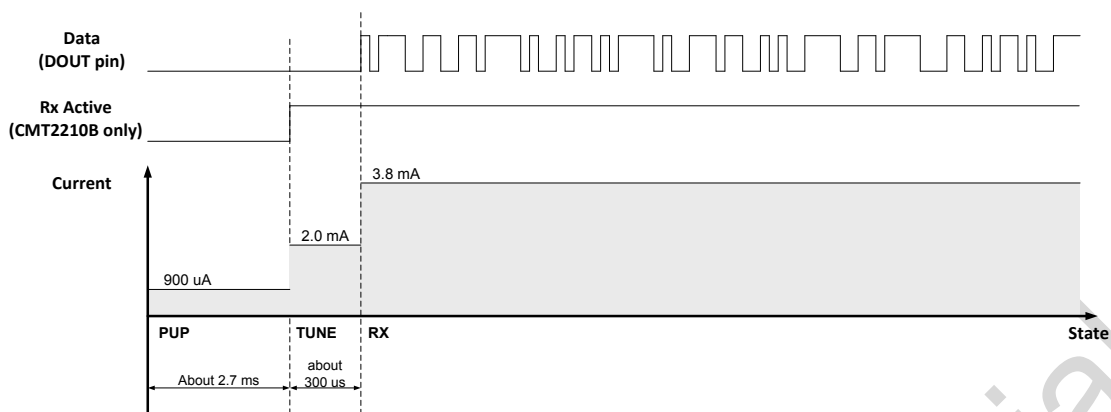 Data
(DOUT pin)
Rx Active
(CMT2210B only)
Current
3.8 mA
2.0 mA
900 uA
PUP
TUNE
RX
State
About 2.7 ms
about
300 us